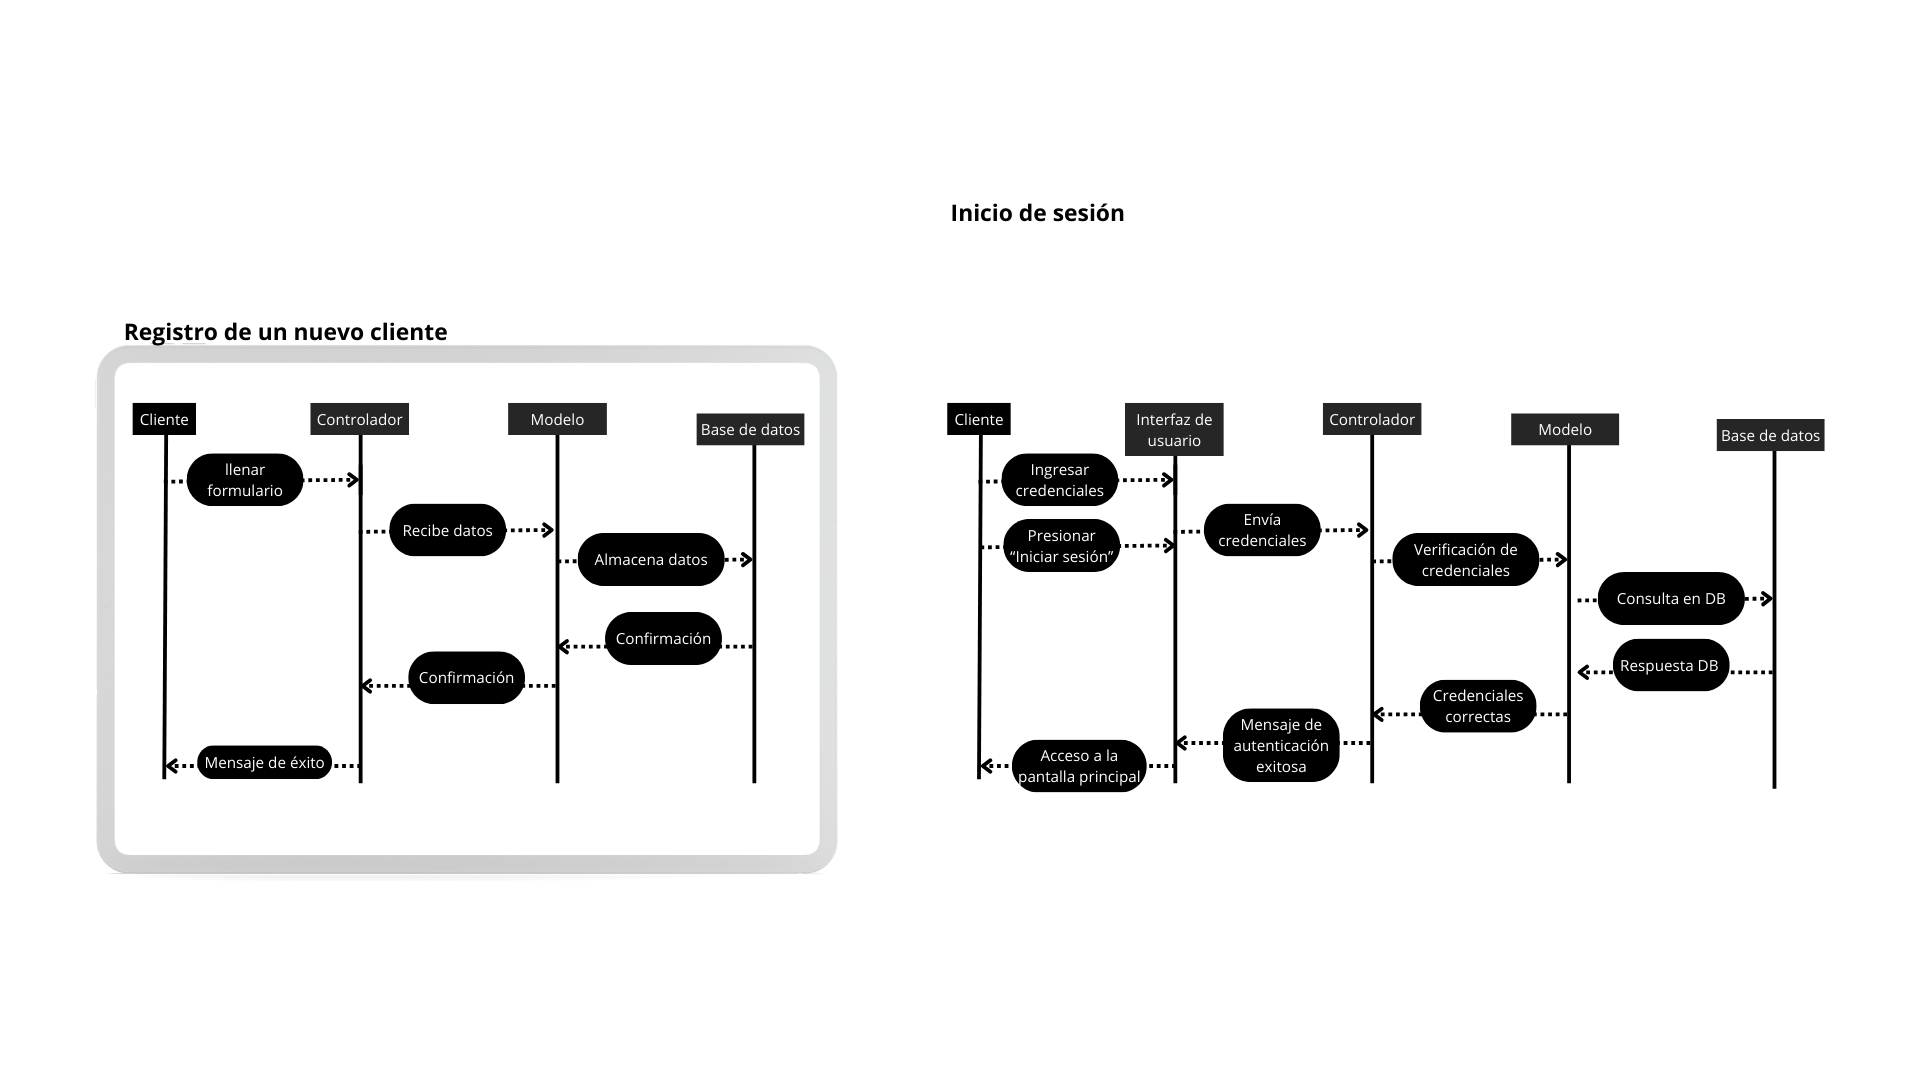 Registro de un nuevo cliente
Cliente
Controlador
Modelo
Base de datos
llenar
formulario
Recibe datos
Almacena datos
Confirmación
Confirmación
Mensaje de éxito
Inicio de sesión
Cliente
Interfaz de
usuario
Controlador
Modelo
Base de datos
Ingresar
credenciales
Presionar
“Iniciar sesión”
Envía
credenciales
Verificación de
credenciales
Consulta en DB
Respuesta DB
Credenciales
correctas
Mensaje de
autenticación
exitosa
Acceso a la
pantalla principal